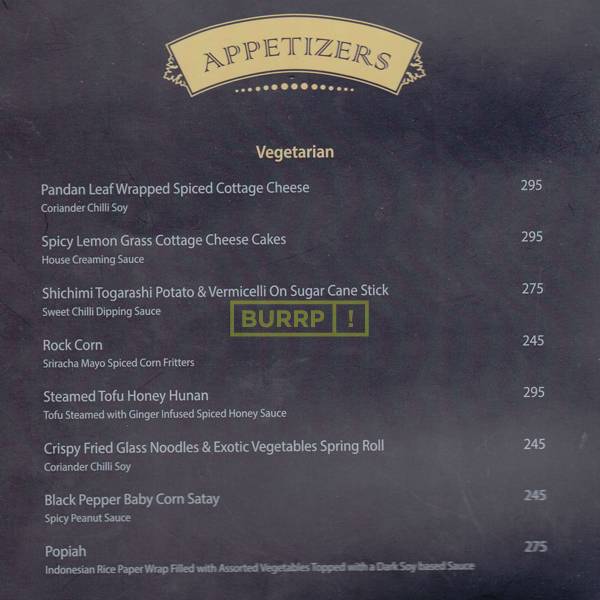 APPETIZERS
Vegetarian
Pandan Leaf Wrapped Spiced Cottage Cheese 295
Coriander Chilli Soy
Spicy Lemon Grass Cottage Cheese Cakes 295
House Creaming Sauce
Shichimi Togarashi Potato & Vermicelli On Sugar Cane Stick 275
Sweet Chilli Dipping Sauce
BURRP!
Rock Corn 245
Sriracha Mayo Spiced Corn Fritters
Steamed Tofu Honey Hunan 295
Tofu Steamed with Ginger Infused Spiced Honey Sauce
Crispy Fried Glass Noodles & Exotic Vegetables Spring Roll 245
Coriander Chilli Soy
Black Pepper Baby Corn Satay 245
Spicy Peanut Sauce
Popiah 275
Indonesian Rice Paper Wrap Filled with Assorted Vegetables Topped with a Dark Soy based Sauce